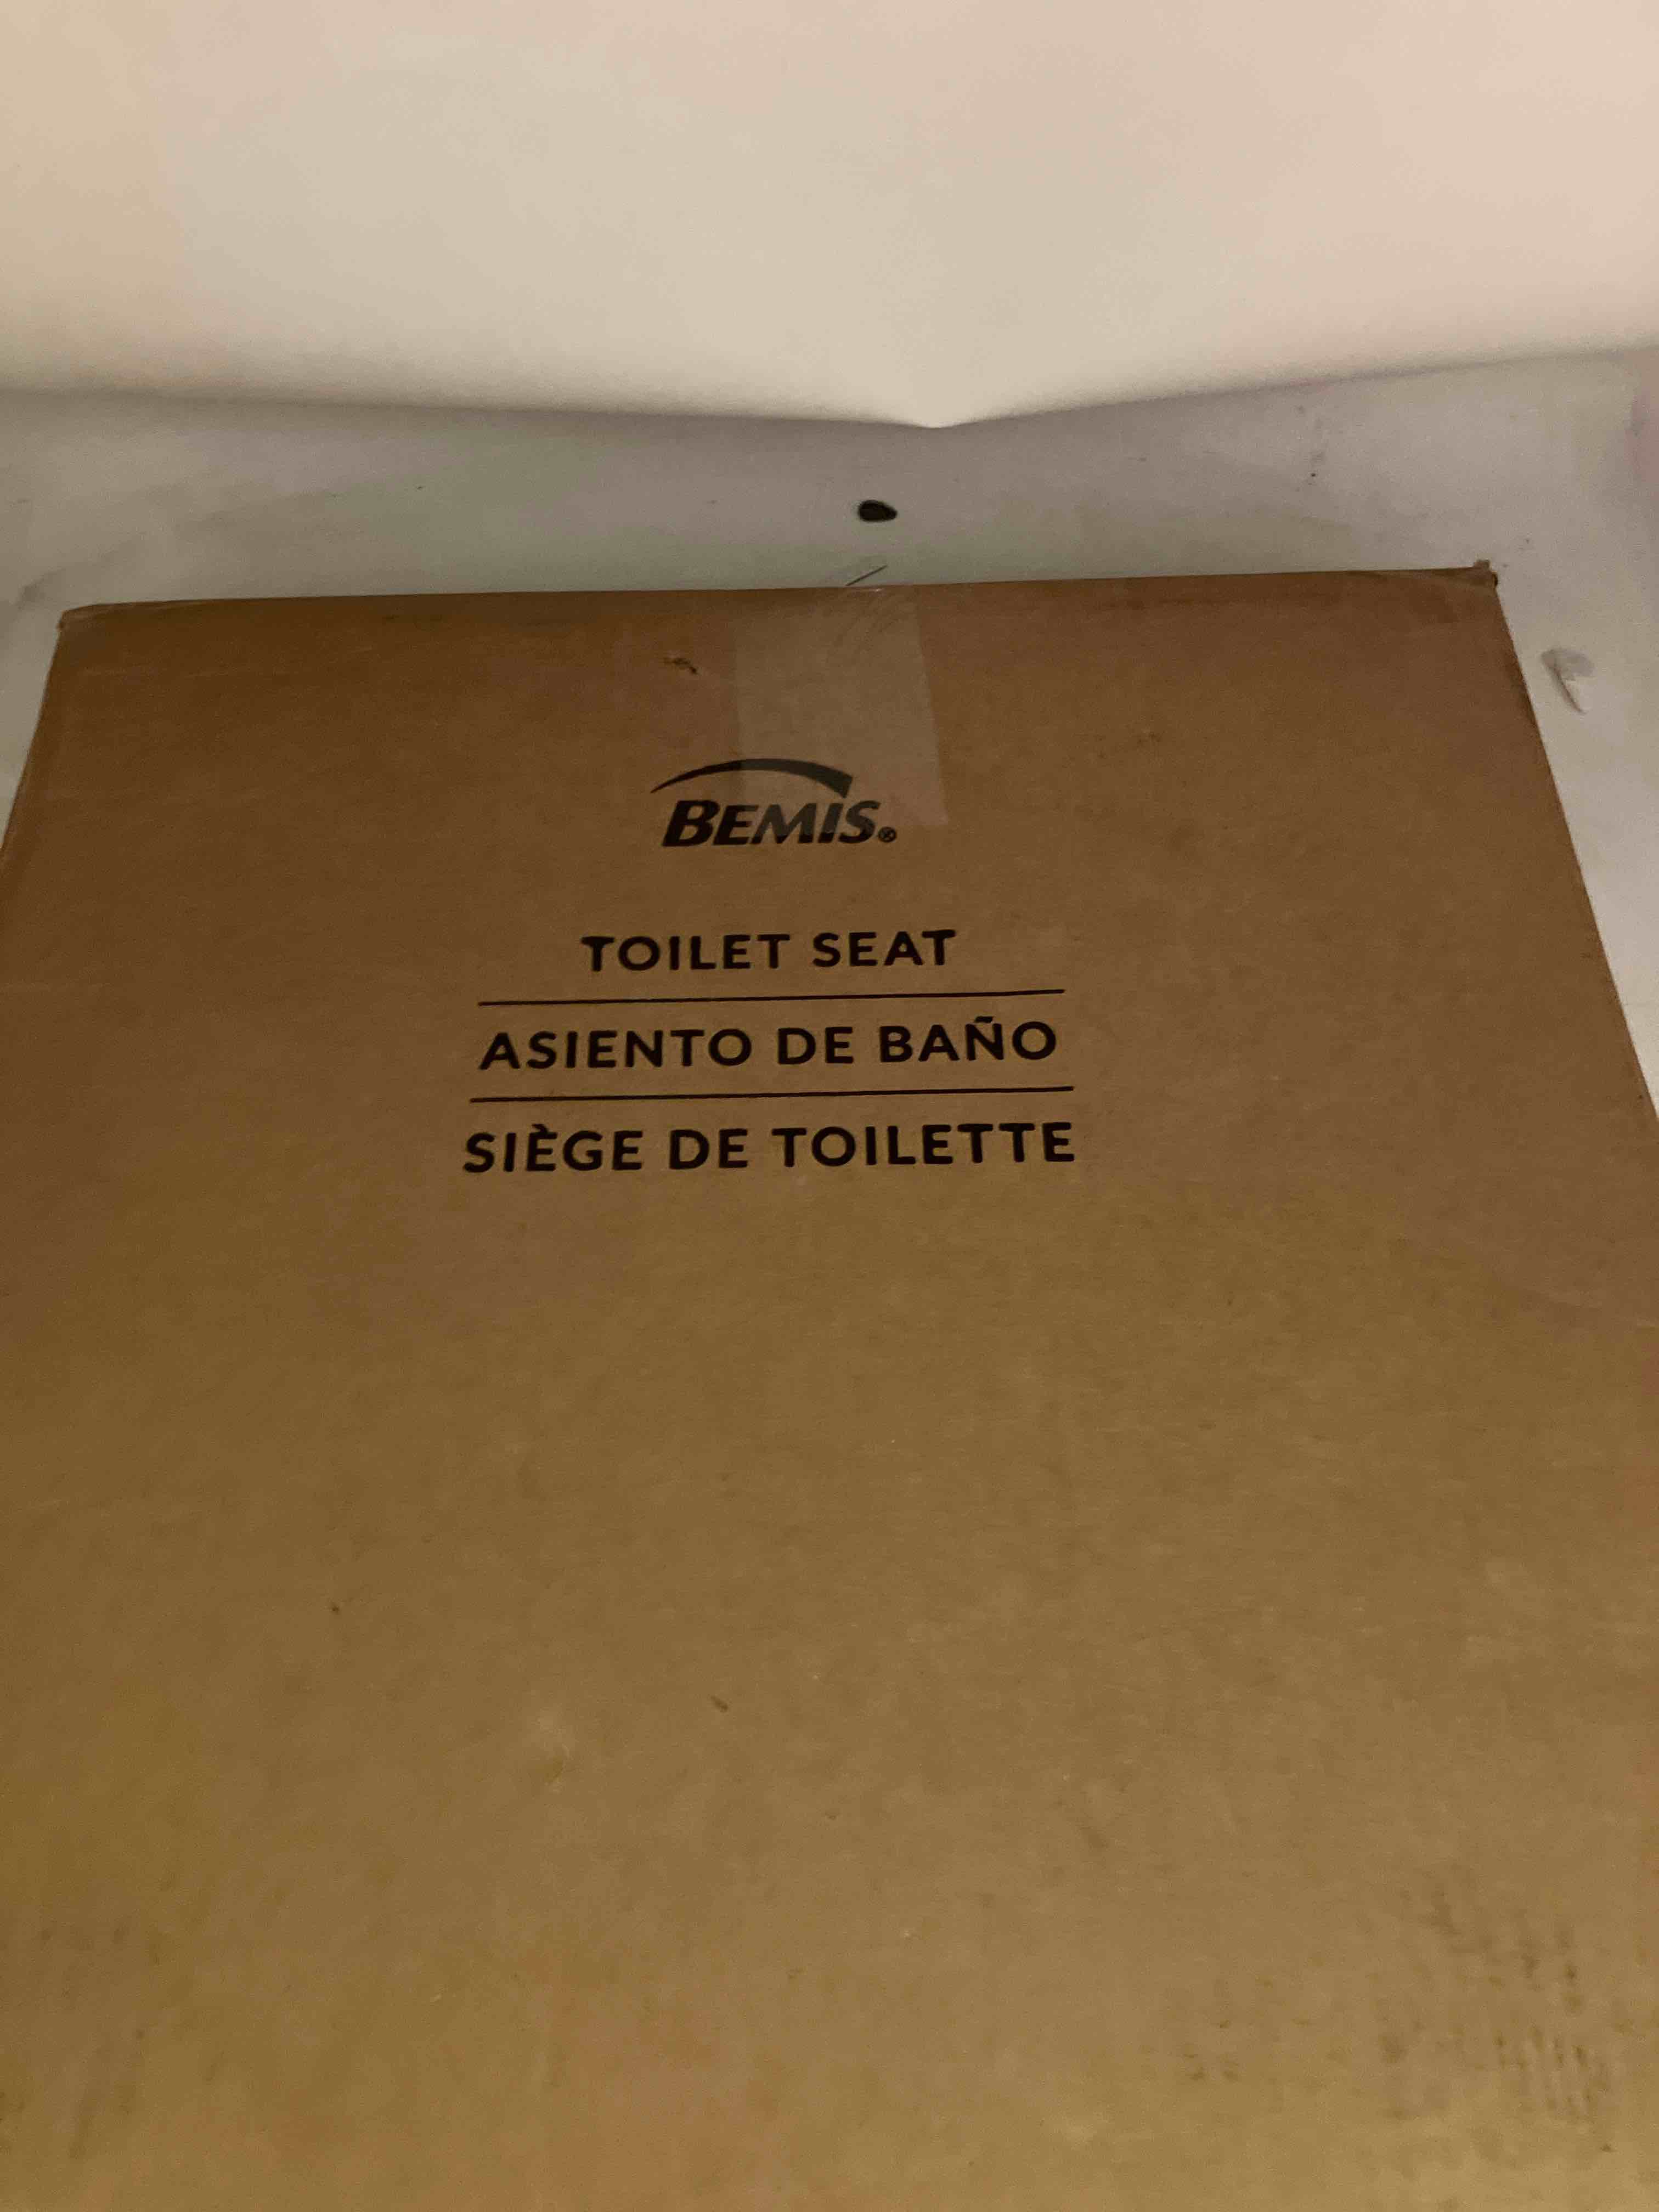 BEMIS®
TOILET SEAT
ASIENTO DE BAÑO
SIÈGE DE TOILETTE